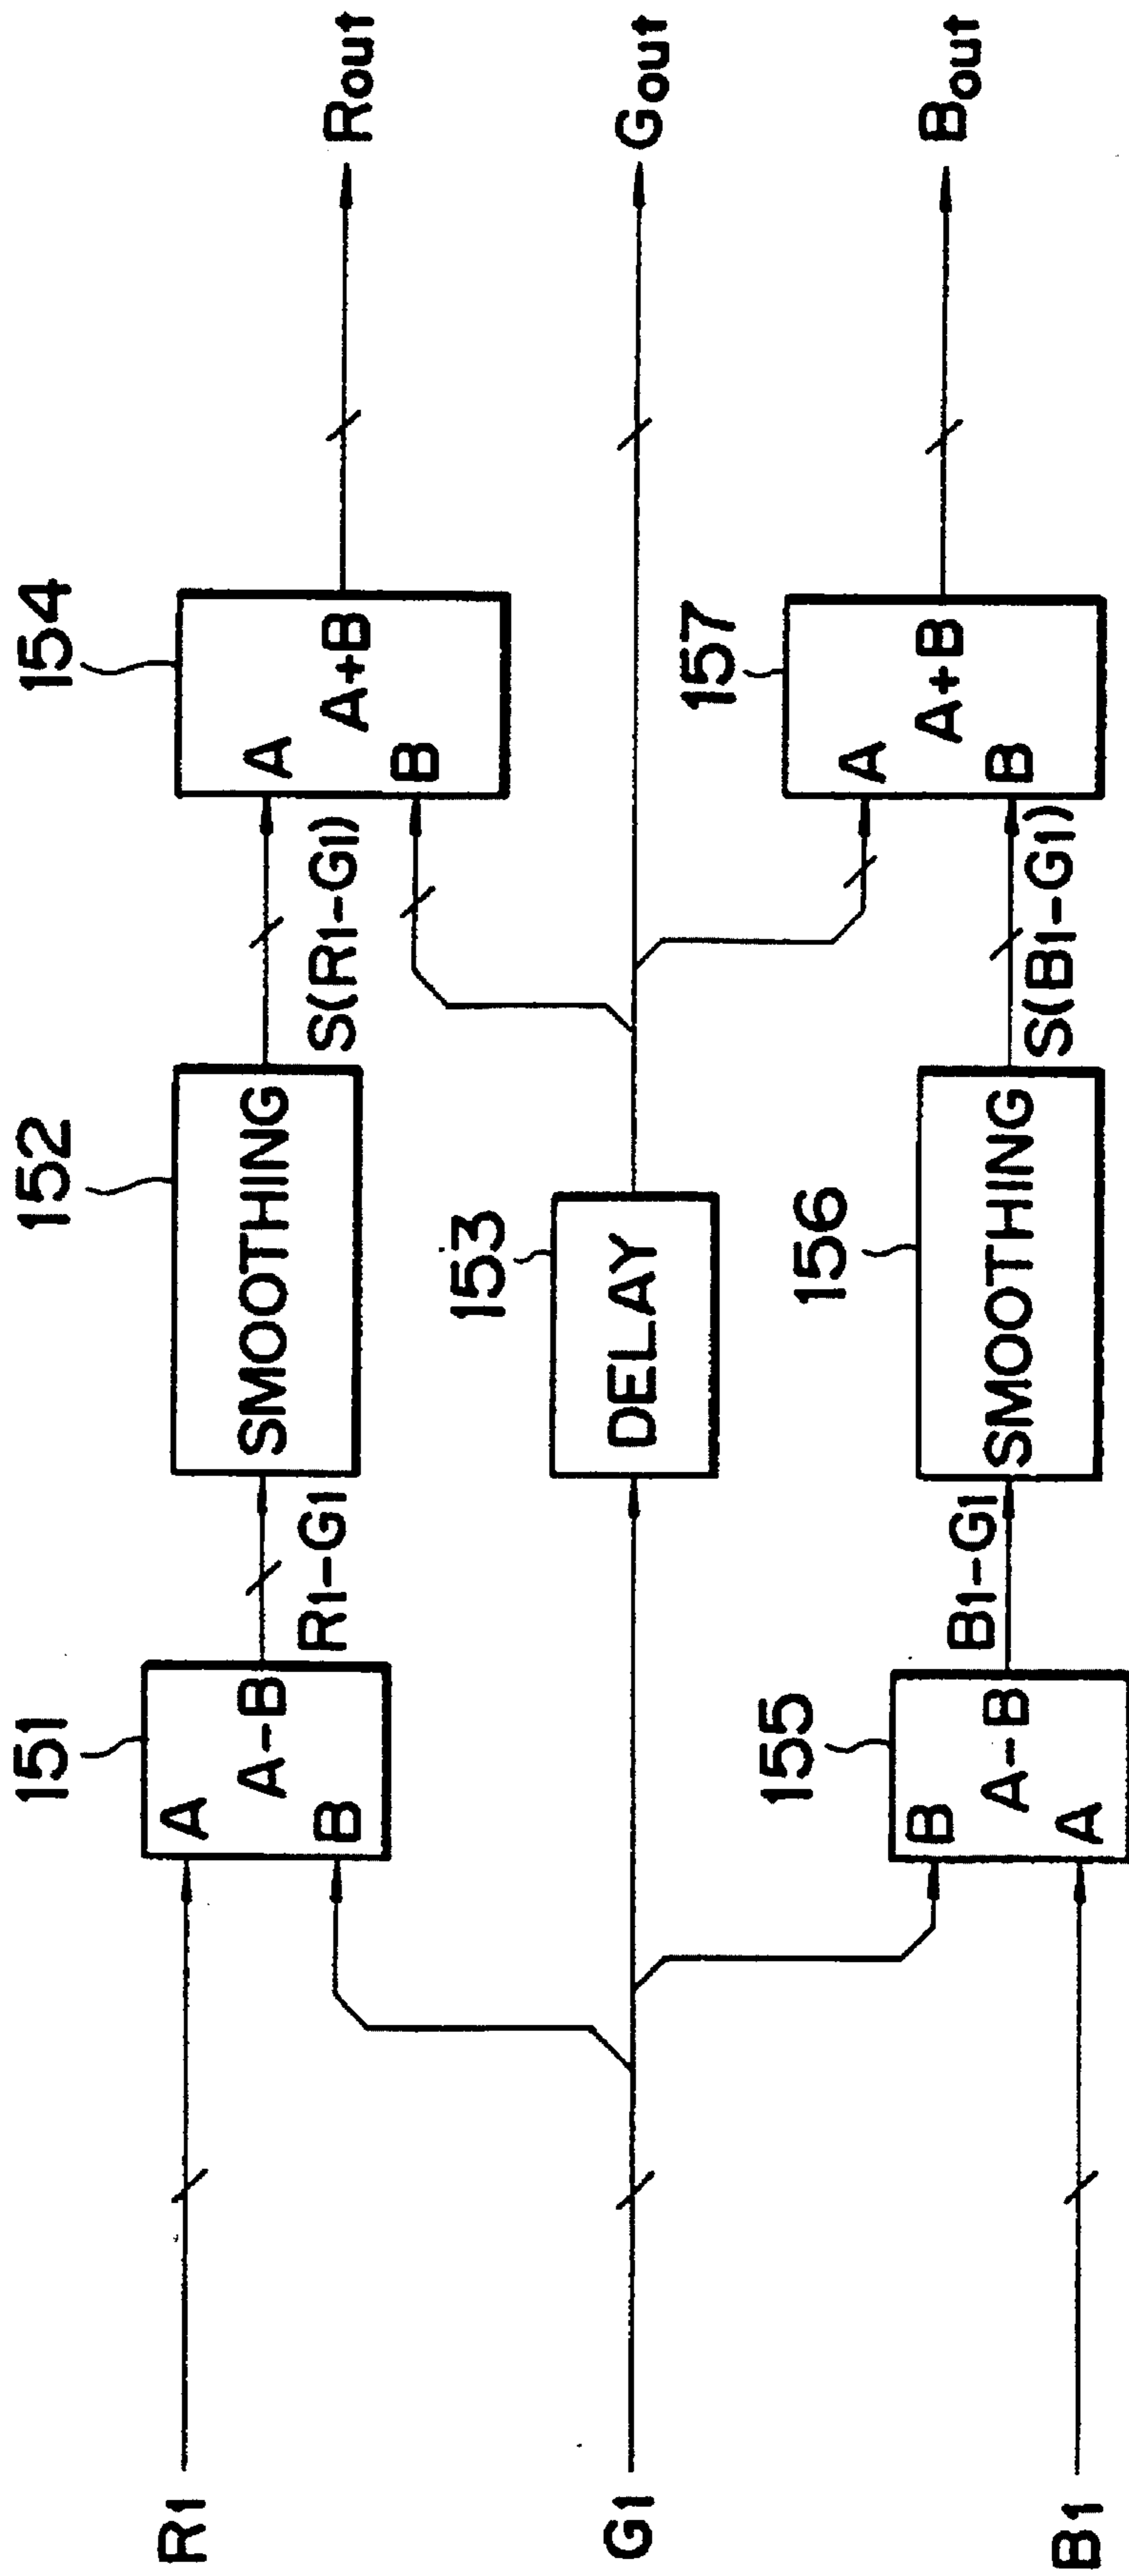 R1
151
A
A-B
B
R1-G1
152
SMOOTHING
S(R1-G1)
154
A
A+B
B
Rout
G1
153
DELAY
Gout
B1
155
B
A-B
A
B1-G1
156
SMOOTHING
S(B1-G1)
157
A
A+B
B
Bout